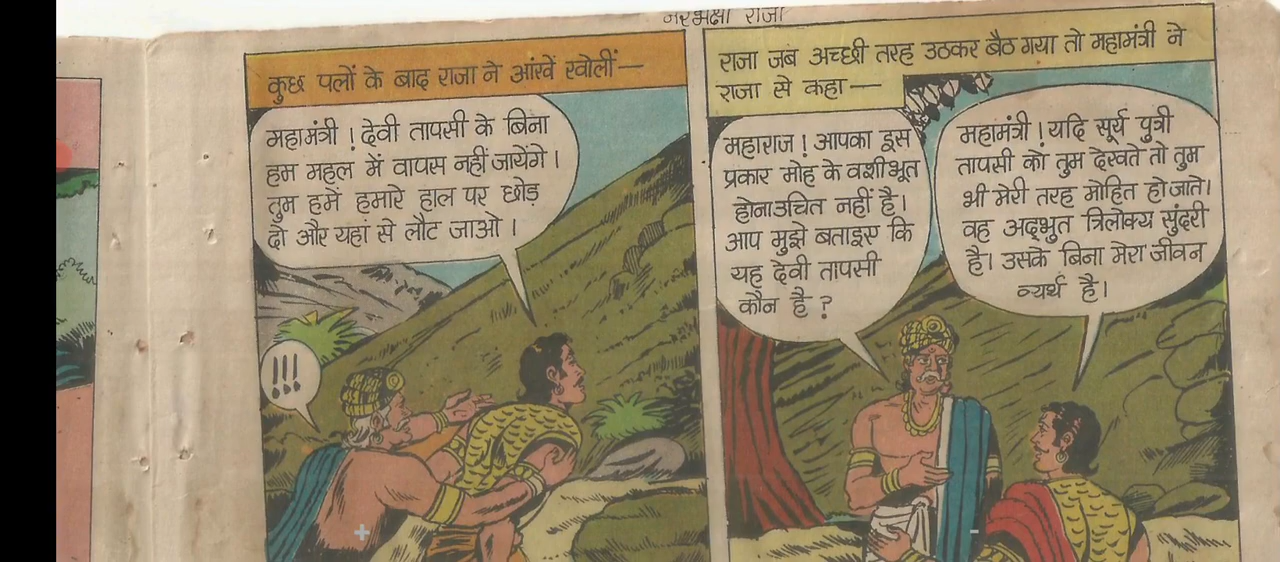 नरभक्षी राजा
कुछ पलों के बाद राजा ने आंखें खोलीं—
महामंत्री ! देवी तापसी के बिना
हम महल में वापस नहीं जायेंगे ।
तुम हमें हमारे हाल पर छोड़
दो और यहां से लौट जाओ ।
!!!
राजा जब अच्छी तरह उठकर बैठ गया तो महामंत्री ने
राजा से कहा—
महाराज ! आपका इस
प्रकार मोह के वशीभूत
होना उचित नहीं है ।
आप मुझे बताइए कि
यह देवी तापसी
कौन है ?
महामंत्री ! यदि सूर्य पुत्री
तापसी को तुम देखते तो तुम
भी मेरी तरह मोहित हो जाते।
वह अद्भुत त्रिलोक्य सुंदरी
है। उसके बिना मेरा जीवन
व्यर्थ है।